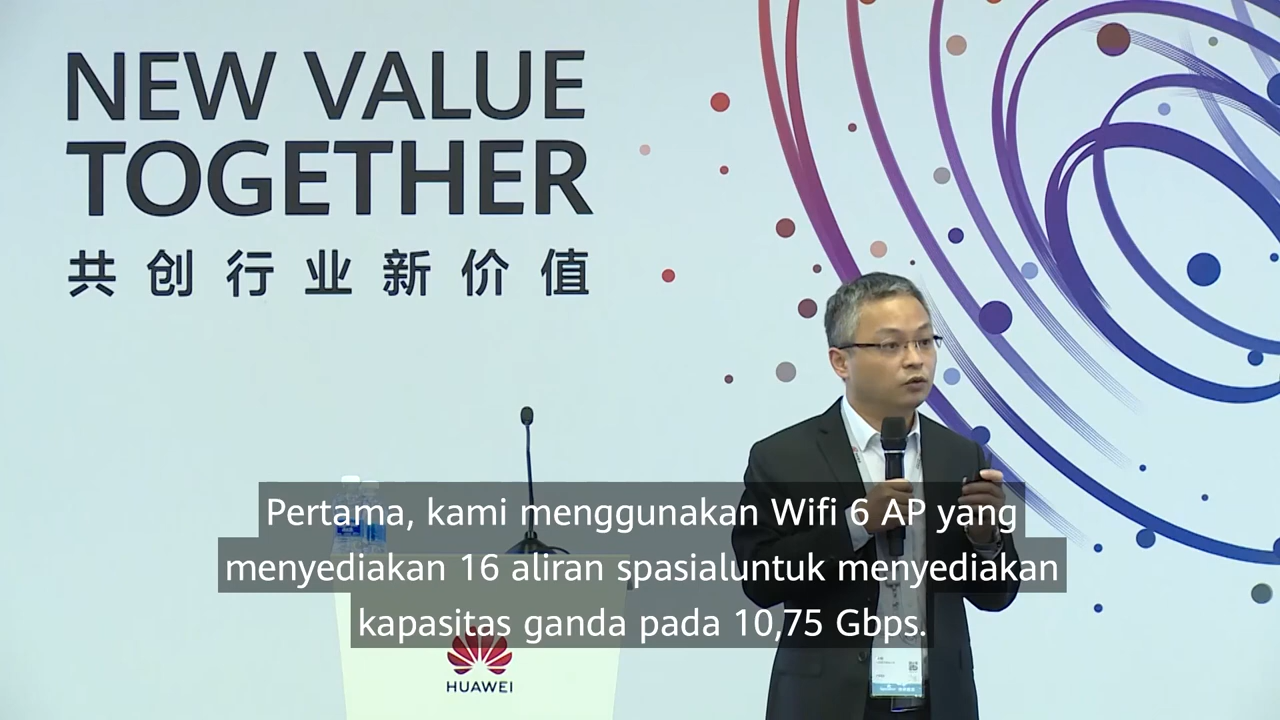 NEW VALUE
TOGETHER
共创行业新价值
Pertama, kami menggunakan Wifi 6 AP yang
menyediakan 16 aliran spasialuntuk menyediakan
kapasitas ganda pada 10,75 Gbps.
HUAWEI